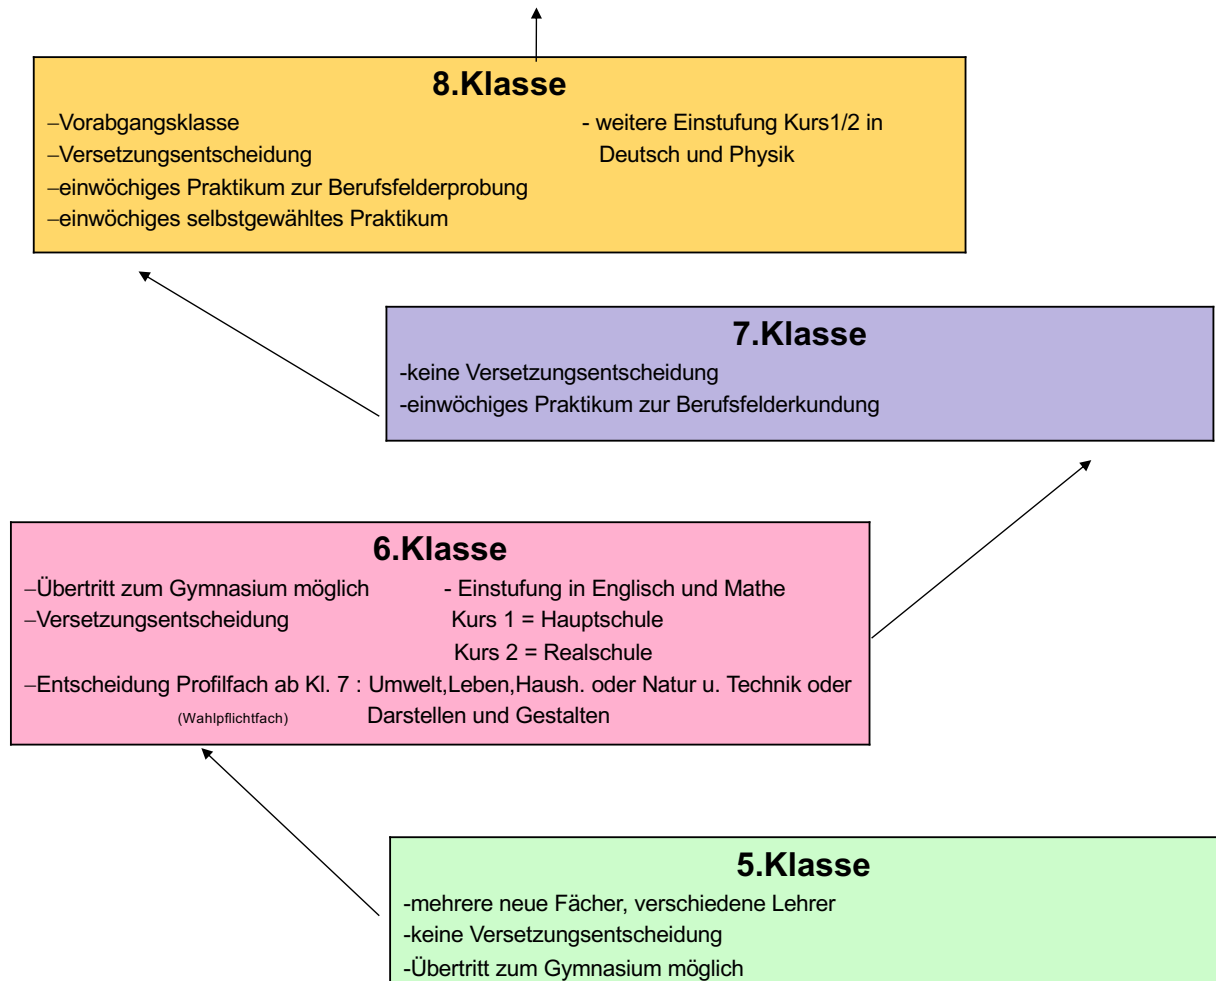 8.Klasse
–Vorabgangsklasse - weitere Einstufung Kurs1/2 in
–Versetzungsentscheidung Deutsch und Physik
–einwöchiges Praktikum zur Berufsfelderprobung
–einwöchiges selbstgewähltes Praktikum
7.Klasse
-keine Versetzungsentscheidung
-einwöchiges Praktikum zur Berufsfelderkundung
6.Klasse
–Übertritt zum Gymnasium möglich - Einstufung in Englisch und Mathe
–Versetzungsentscheidung Kurs 1 = Hauptschule
Kurs 2 = Realschule
–Entscheidung Profilfach ab Kl. 7 : Umwelt,Leben,Haush. oder Natur u. Technik oder
(Wahlpflichtfach) Darstellen und Gestalten
5.Klasse
-mehrere neue Fächer, verschiedene Lehrer
-keine Versetzungsentscheidung
-Übertritt zum Gymnasium möglich